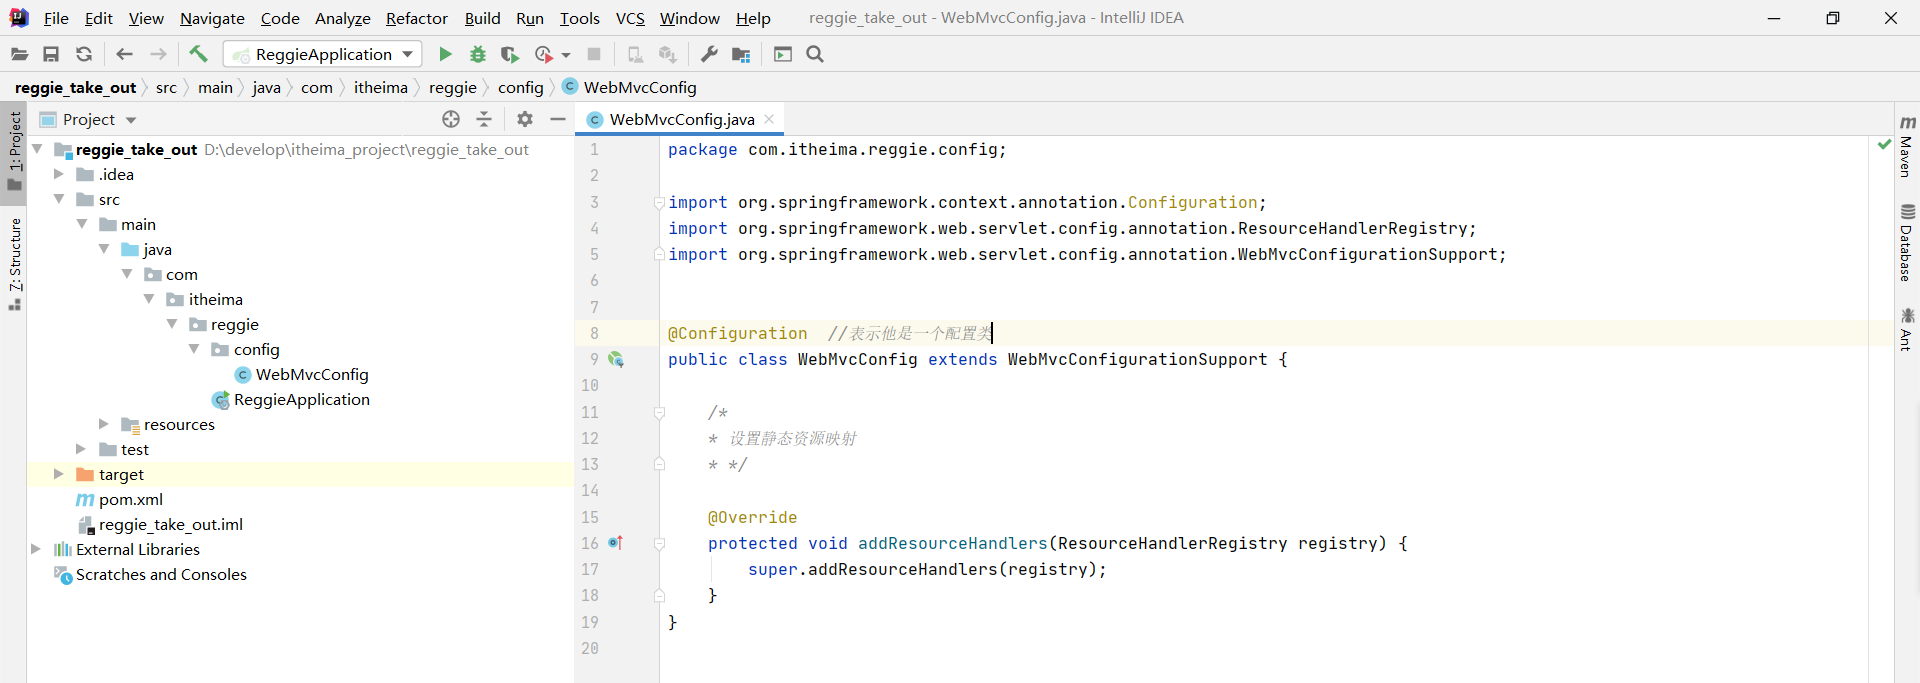 File Edit View Navigate Code Analyze Refactor Build Run Tools VCS Window Help reggie_take_out - WebMvcConfig.java - IntelliJ IDEA
ReggieApplication
reggie_take_out src main java com itheima reggie config WebMvcConfig
1: Project
Z: Structure
Project
reggie_take_out D:\develop\itheima_project\reggie_take_out
.idea
src
main
java
com
itheima
reggie
config
WebMvcConfig
ReggieApplication
resources
test
target
pom.xml
reggie_take_out.iml
External Libraries
Scratches and Consoles
WebMvcConfig.java
1 package com.itheima.reggie.config;
2
3 import org.springframework.context.annotation.Configuration;
4 import org.springframework.web.servlet.config.annotation.ResourceHandlerRegistry;
5 import org.springframework.web.servlet.config.annotation.WebMvcConfigurationSupport;
6
7
8 @Configuration //表示他是一个配置类
9 public class WebMvcConfig extends WebMvcConfigurationSupport {
10
11 /*
12 * 设置静态资源映射
13 * */
14
15 @Override
16 protected void addResourceHandlers(ResourceHandlerRegistry registry) {
17 super.addResourceHandlers(registry);
18 }
19 }
20
Maven
Database
Ant